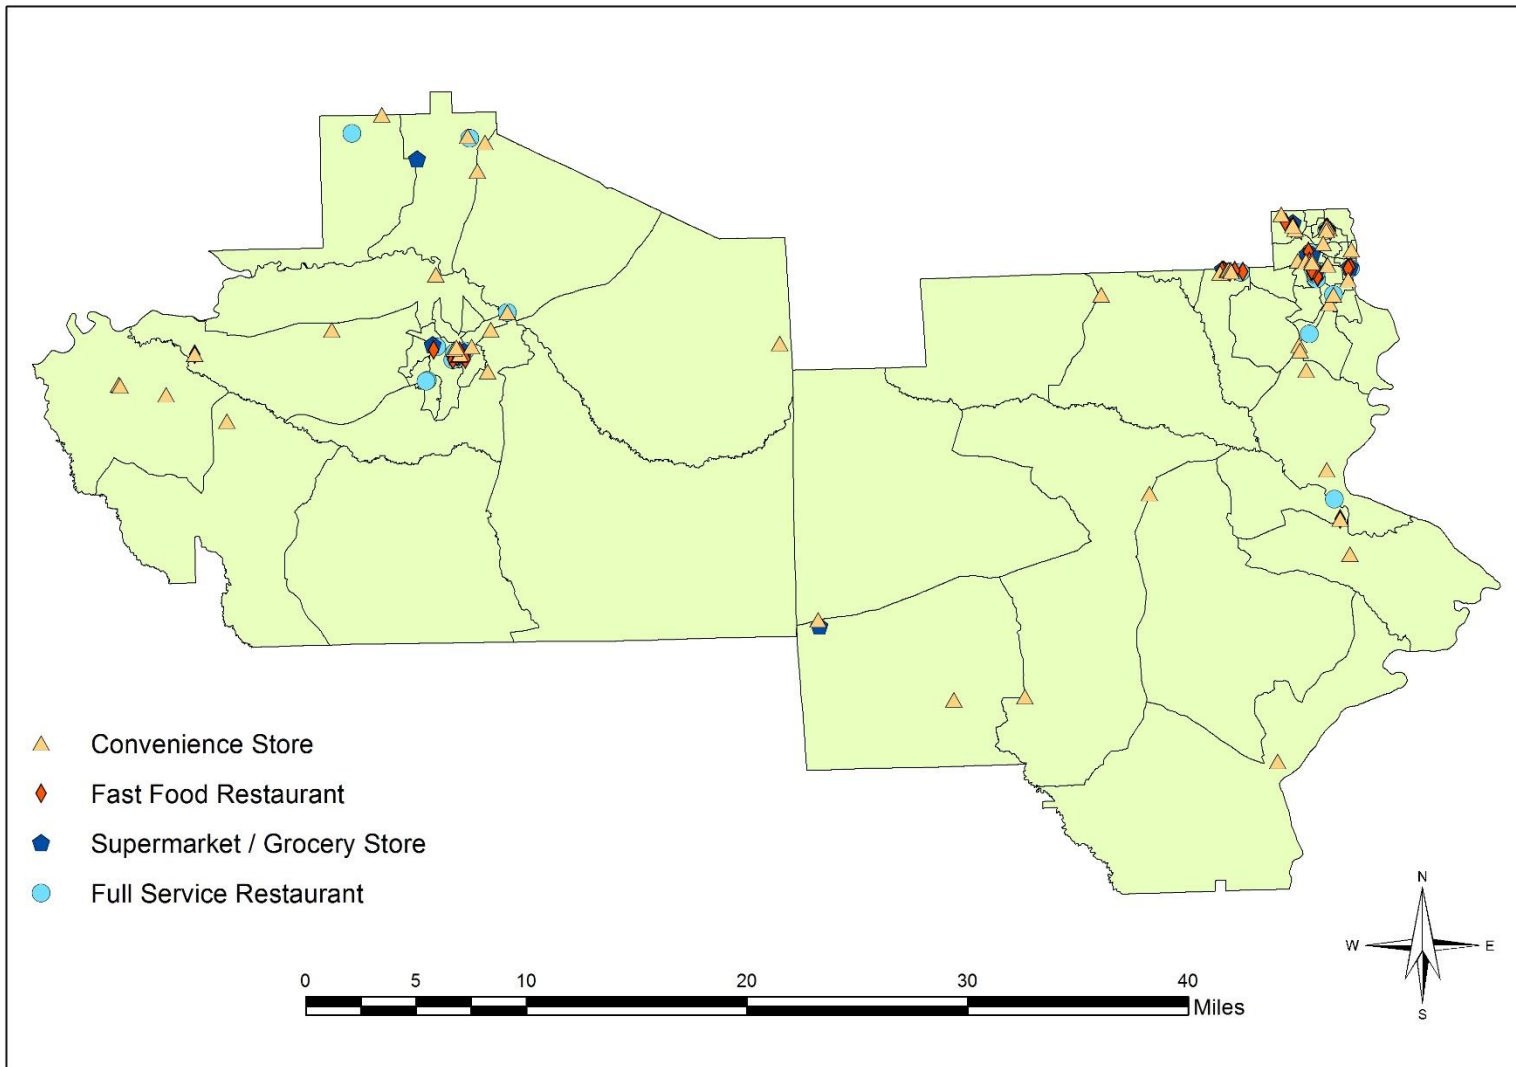 Convenience Store
Fast Food Restaurant
Supermarket / Grocery Store
Full Service Restaurant
N
W E
S
0 5 10 20 30 40
Miles